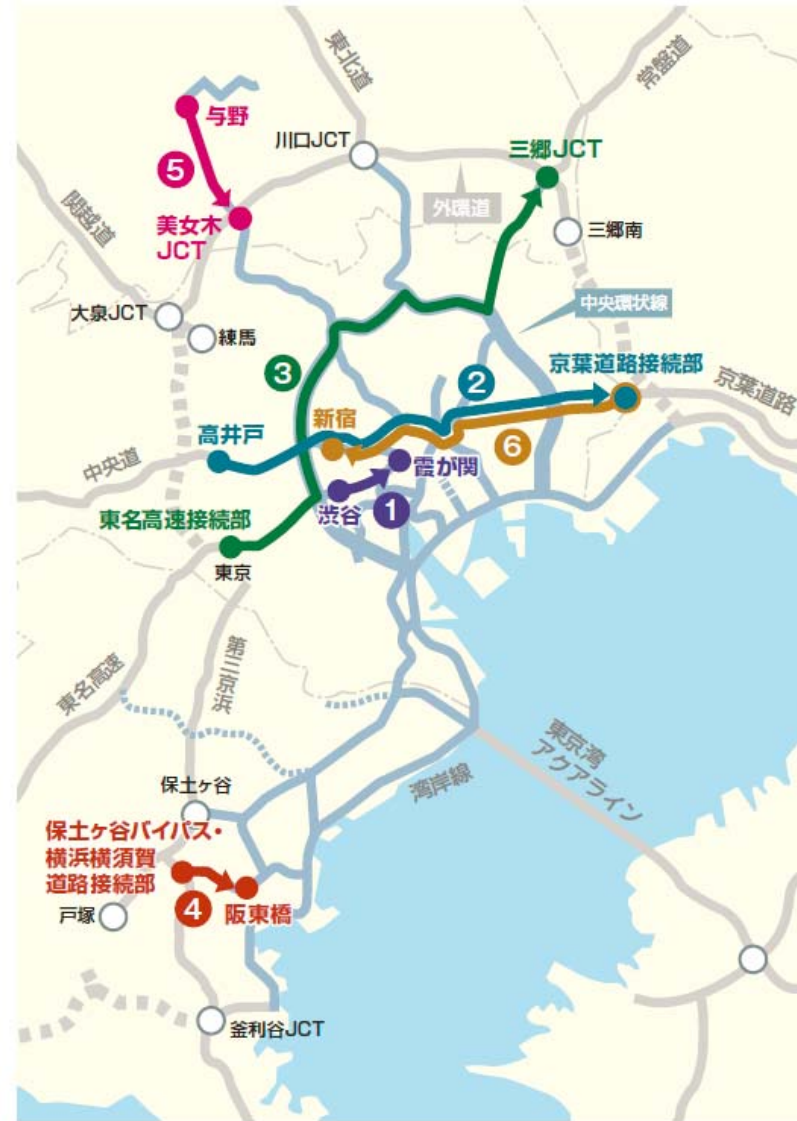 東北道
常磐道
与野
川口JCT
三郷JCT
5
外環道
関越道
美女木
JCT
三郷南
大泉JCT
練馬
中央環状線
3
2
京葉道路接続部
京葉道路
新宿
高井戸
6
中央道
霞が関
渋谷
1
東名高速接続部
東京
第三京浜
東名高速
東京湾
アクアライン
湾岸線
保土ヶ谷
保土ヶ谷バイパス・
横浜横須賀
道路接続部
4
阪東橋
戸塚
釜利谷JCT